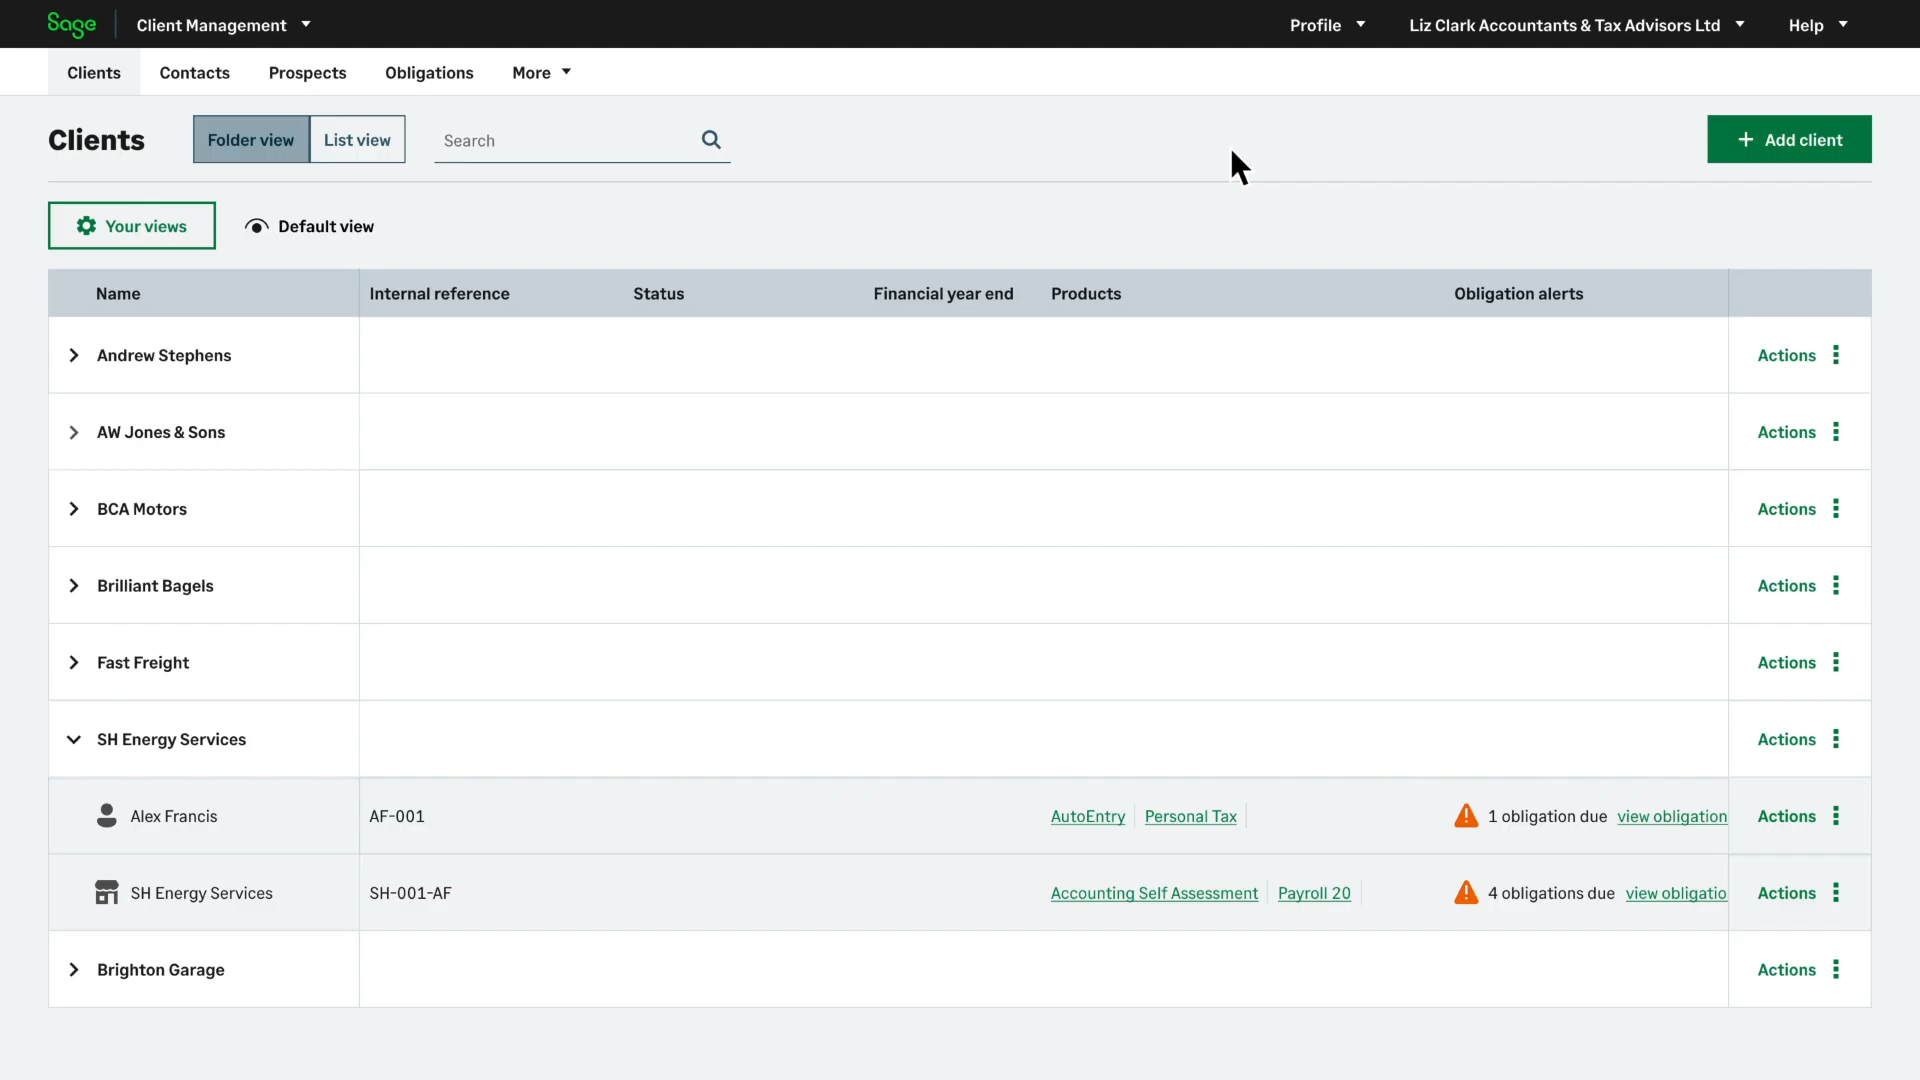 Sage Client Management Profile Liz Clark Accountants & Tax Advisors Ltd Help
Clients Contacts Prospects Obligations More
Clients Folder view List view Search + Add client
Your views Default view
Name Internal reference Status Financial year end Products Obligation alerts
Andrew Stephens Actions
AW Jones & Sons Actions
BCA Motors Actions
Brilliant Bagels Actions
Fast Freight Actions
SH Energy Services Actions
Alex Francis AF-001 AutoEntry Personal Tax 1 obligation due view obligation Actions
SH Energy Services SH-001-AF Accounting Self Assessment Payroll 20 4 obligations due view obligatio Actions
Brighton Garage Actions